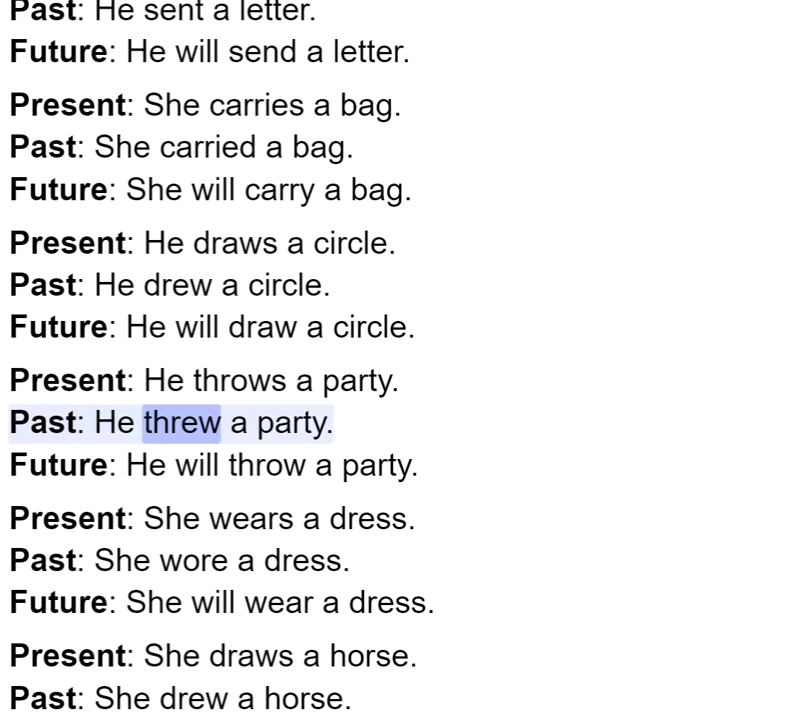 Past: He sent a letter.
Future: He will send a letter.
Present: She carries a bag.
Past: She carried a bag.
Future: She will carry a bag.
Present: He draws a circle.
Past: He drew a circle.
Future: He will draw a circle.
Present: He throws a party.
Past: He threw a party.
Future: He will throw a party.
Present: She wears a dress.
Past: She wore a dress.
Future: She will wear a dress.
Present: She draws a horse.
Past: She drew a horse.